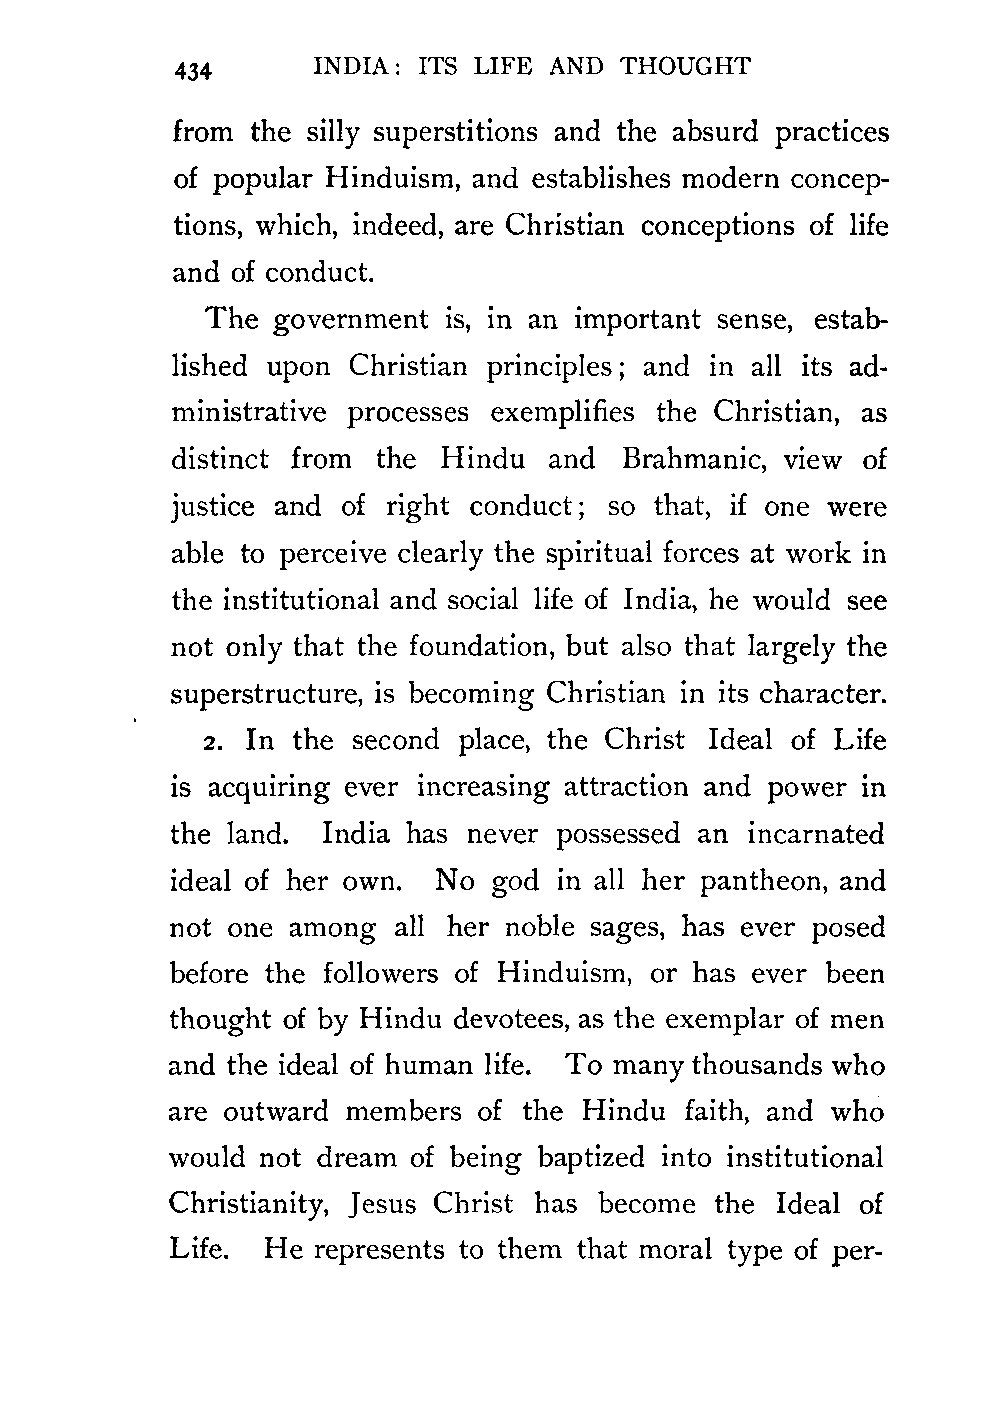 434 INDIA: ITS LIFE AND THOUGHT
from the silly superstitions and the absurd practices
of popular Hinduism, and establishes modern concep-
tions, which, indeed, are Christian conceptions of life
and of conduct.
The government is, in an important sense, estab-
lished upon Christian principles; and in all its ad-
ministrative processes exemplifies the Christian, as
distinct from the Hindu and Brahmanic, view of
justice and of right conduct; so that, if one were
able to perceive clearly the spiritual forces at work in
the institutional and social life of India, he would see
not only that the foundation, but also that largely the
superstructure, is becoming Christian in its character.
2. In the second place, the Christ Ideal of Life
is acquiring ever increasing attraction and power in
the land. India has never possessed an incarnated
ideal of her own. No god in all her pantheon, and
not one among all her noble sages, has ever posed
before the followers of Hinduism, or has ever been
thought of by Hindu devotees, as the exemplar of men
and the ideal of human life. To many thousands who
are outward members of the Hindu faith, and who
would not dream of being baptized into institutional
Christianity, Jesus Christ has become the Ideal of
Life. He represents to them that moral type of per-